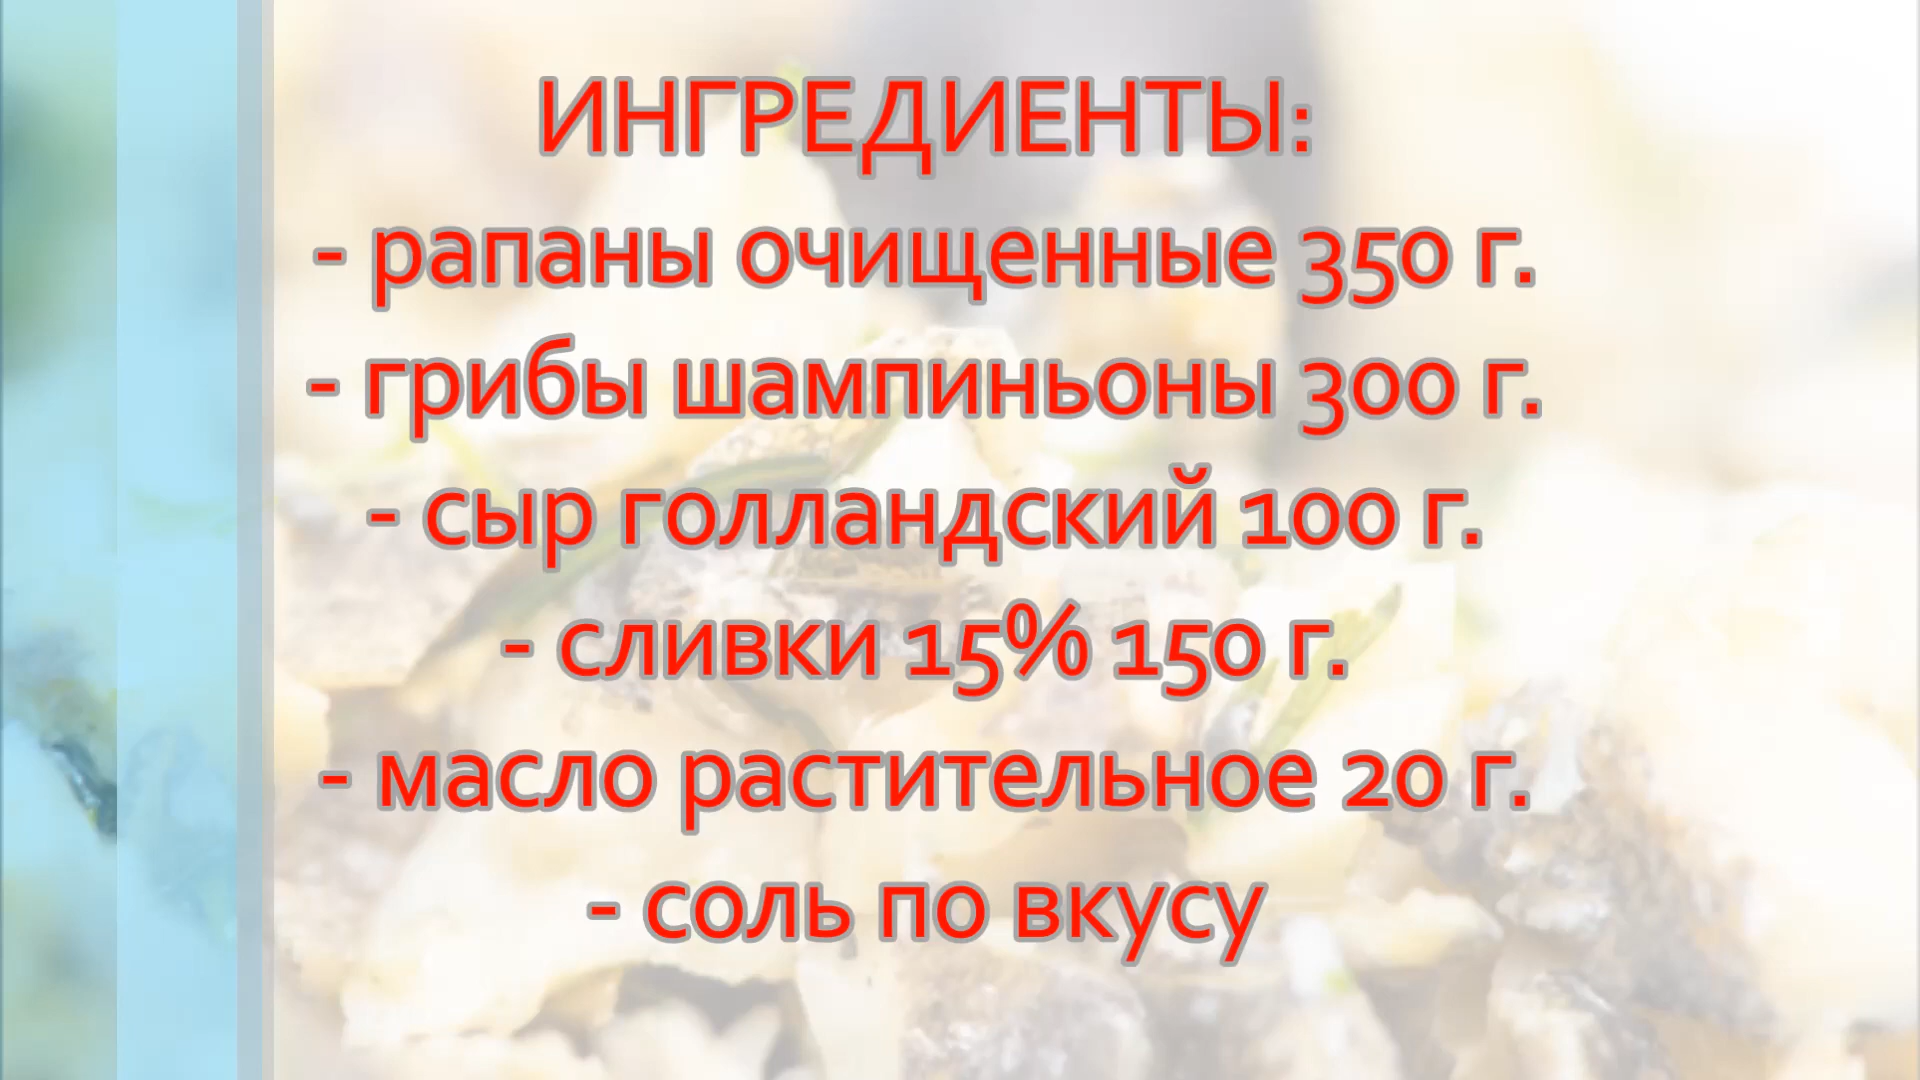 ИНГРЕДИЕНТЫ:
- рапаны очищенные 350 г.
- грибы шампиньоны 300 г.
- сыр голландский 100 г.
- сливки 15% 150 г.
- масло растительное 20 г.
- соль по вкусу